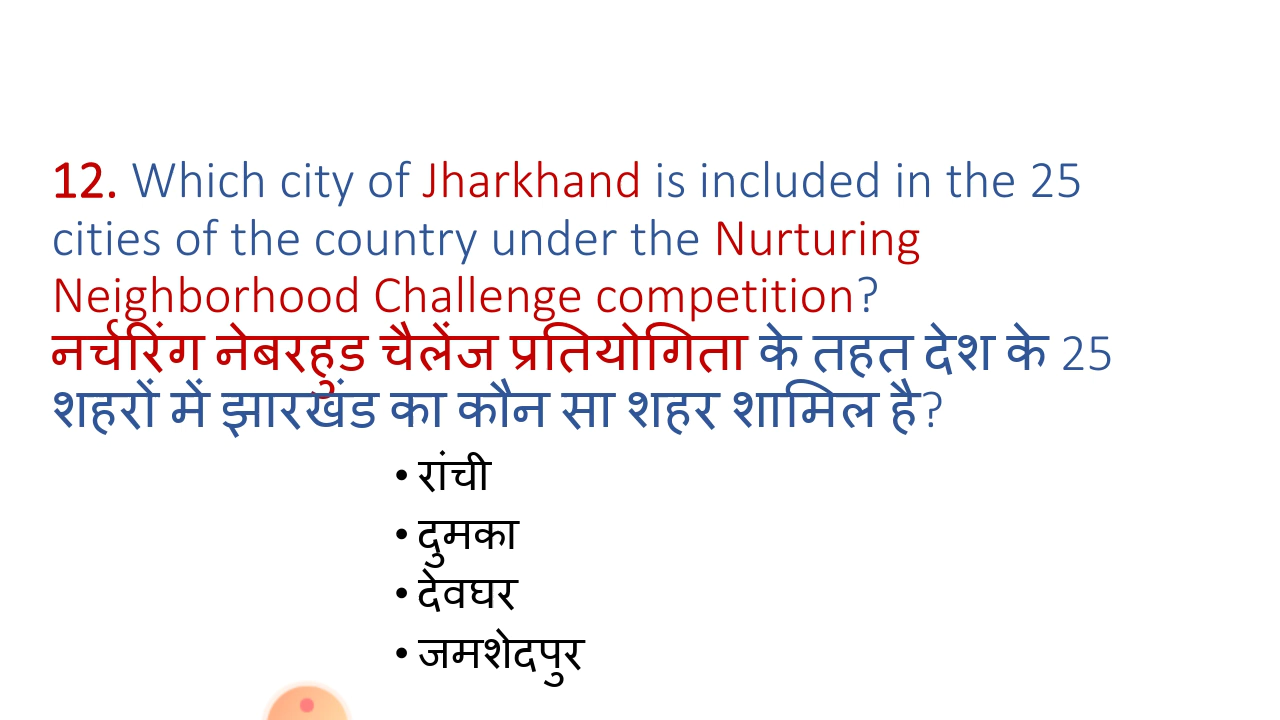 12. Which city of Jharkhand is included in the 25
cities of the country under the Nurturing
Neighborhood Challenge competition?
नर्चरिंग नेबरहुड चैलेंज प्रतियोगिता के तहत देश के 25
शहरों में झारखंड का कौन सा शहर शामिल है?
• रांची
• दुमका
• देवघर
• जमशेदपुर